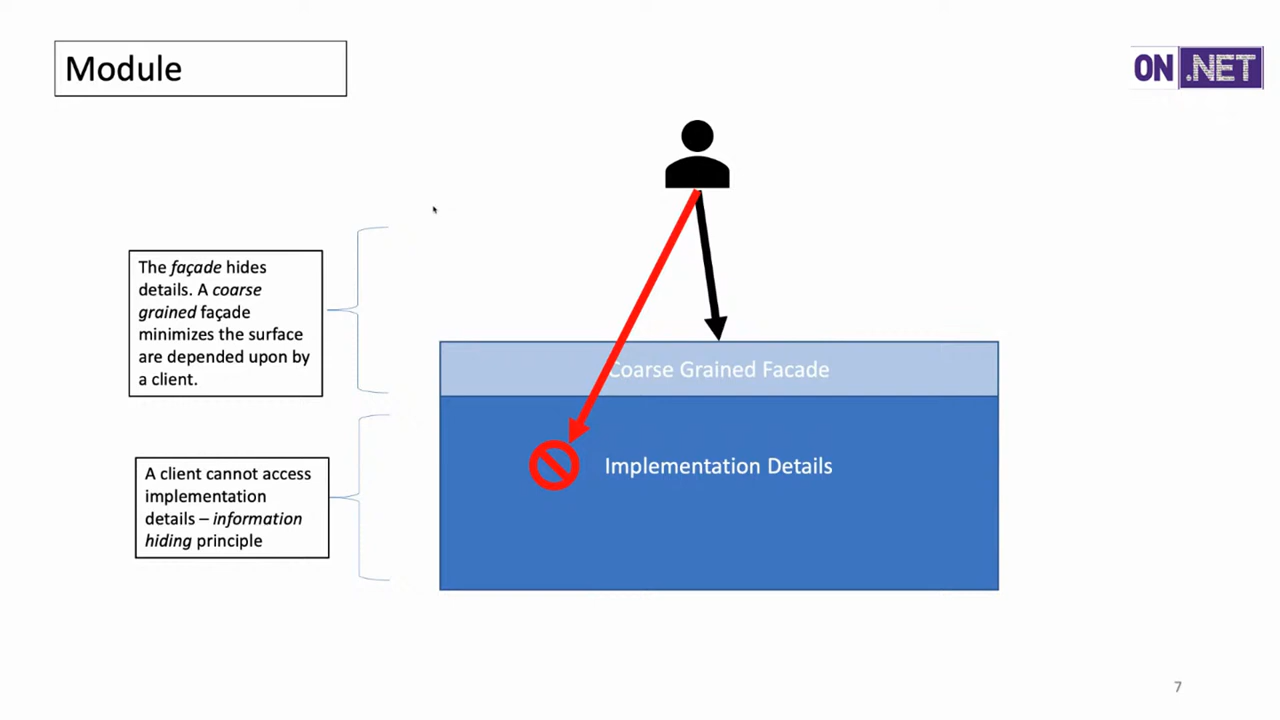 Module
ON .NET
The façade hides
details. A coarse
grained façade
minimizes the surface
are depended upon by
a client.
Coarse Grained Facade
A client cannot access
implementation
details – information
hiding principle
Implementation Details
7